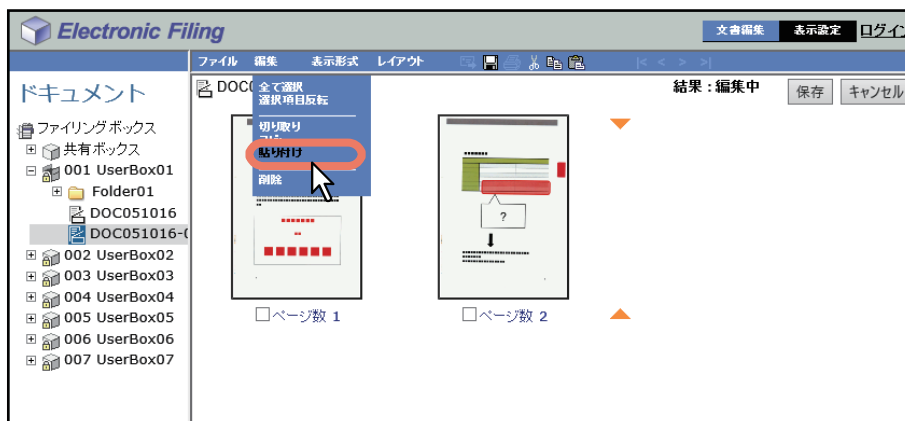 Electronic Filing
文書編集 表示設定 ログイン
ファイル 編集 表示形式 レイアウト |< < > >|
ドキュメント
DOC
全て選択
選択項目反転
切り取り
貼り付け
削除
結果：編集中
保存 キャンセル
ファイリングボックス
共有ボックス
001 UserBox01
Folder01
DOC051016
DOC051016-(
002 UserBox02
003 UserBox03
004 UserBox04
005 UserBox05
006 UserBox06
007 UserBox07
?
ページ数 1
ページ数 2